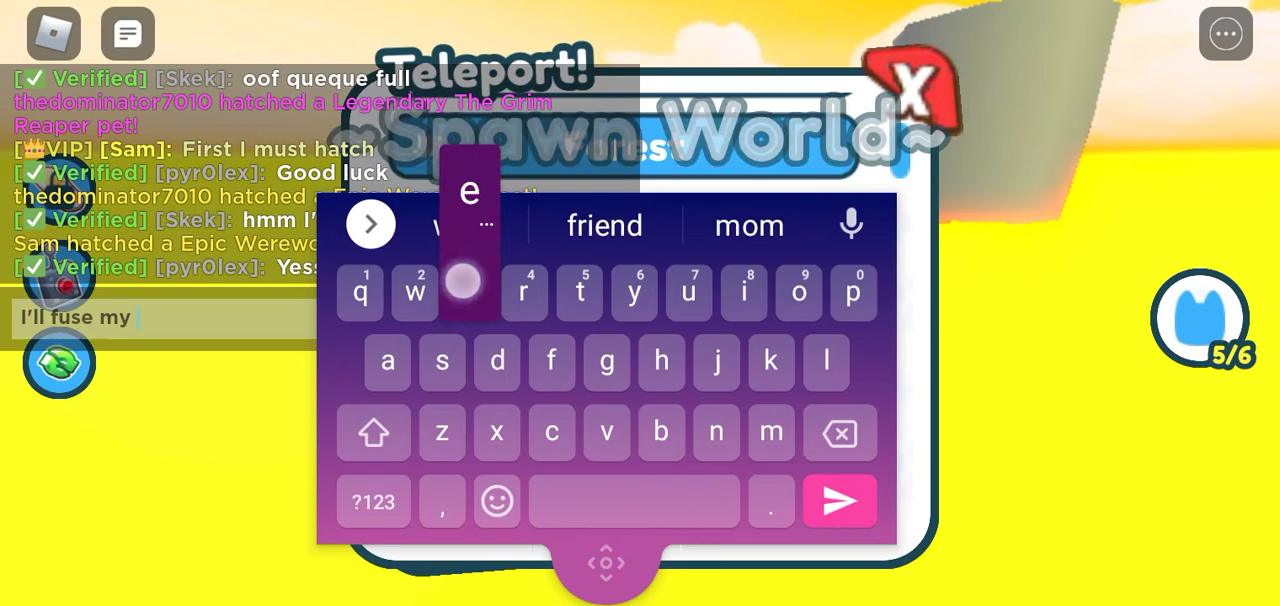 Teleport!
[✅ Verified] [Skek]: oof queque full
thedominator7010 hatched a Legendary The Grim
Reaper pet!
~Spawn World~
Forest
[👑VIP] [Sam]: First I must hatch
[✅ Verified] [pyr0lex]: Good luck
thedominator7010 hatched a Epic
[✅ Verified] [Skek]: hmm I'
Sam hatched a Epic
[✅ Verified] [pyr0lex]: Yess
I'll fuse my
X
e
...
friend mom
1 2 4 5 6 7 8 9 0
q w r t y u i o p
a s d f g h j k l
z x c v b n m
?123 , .
5/6